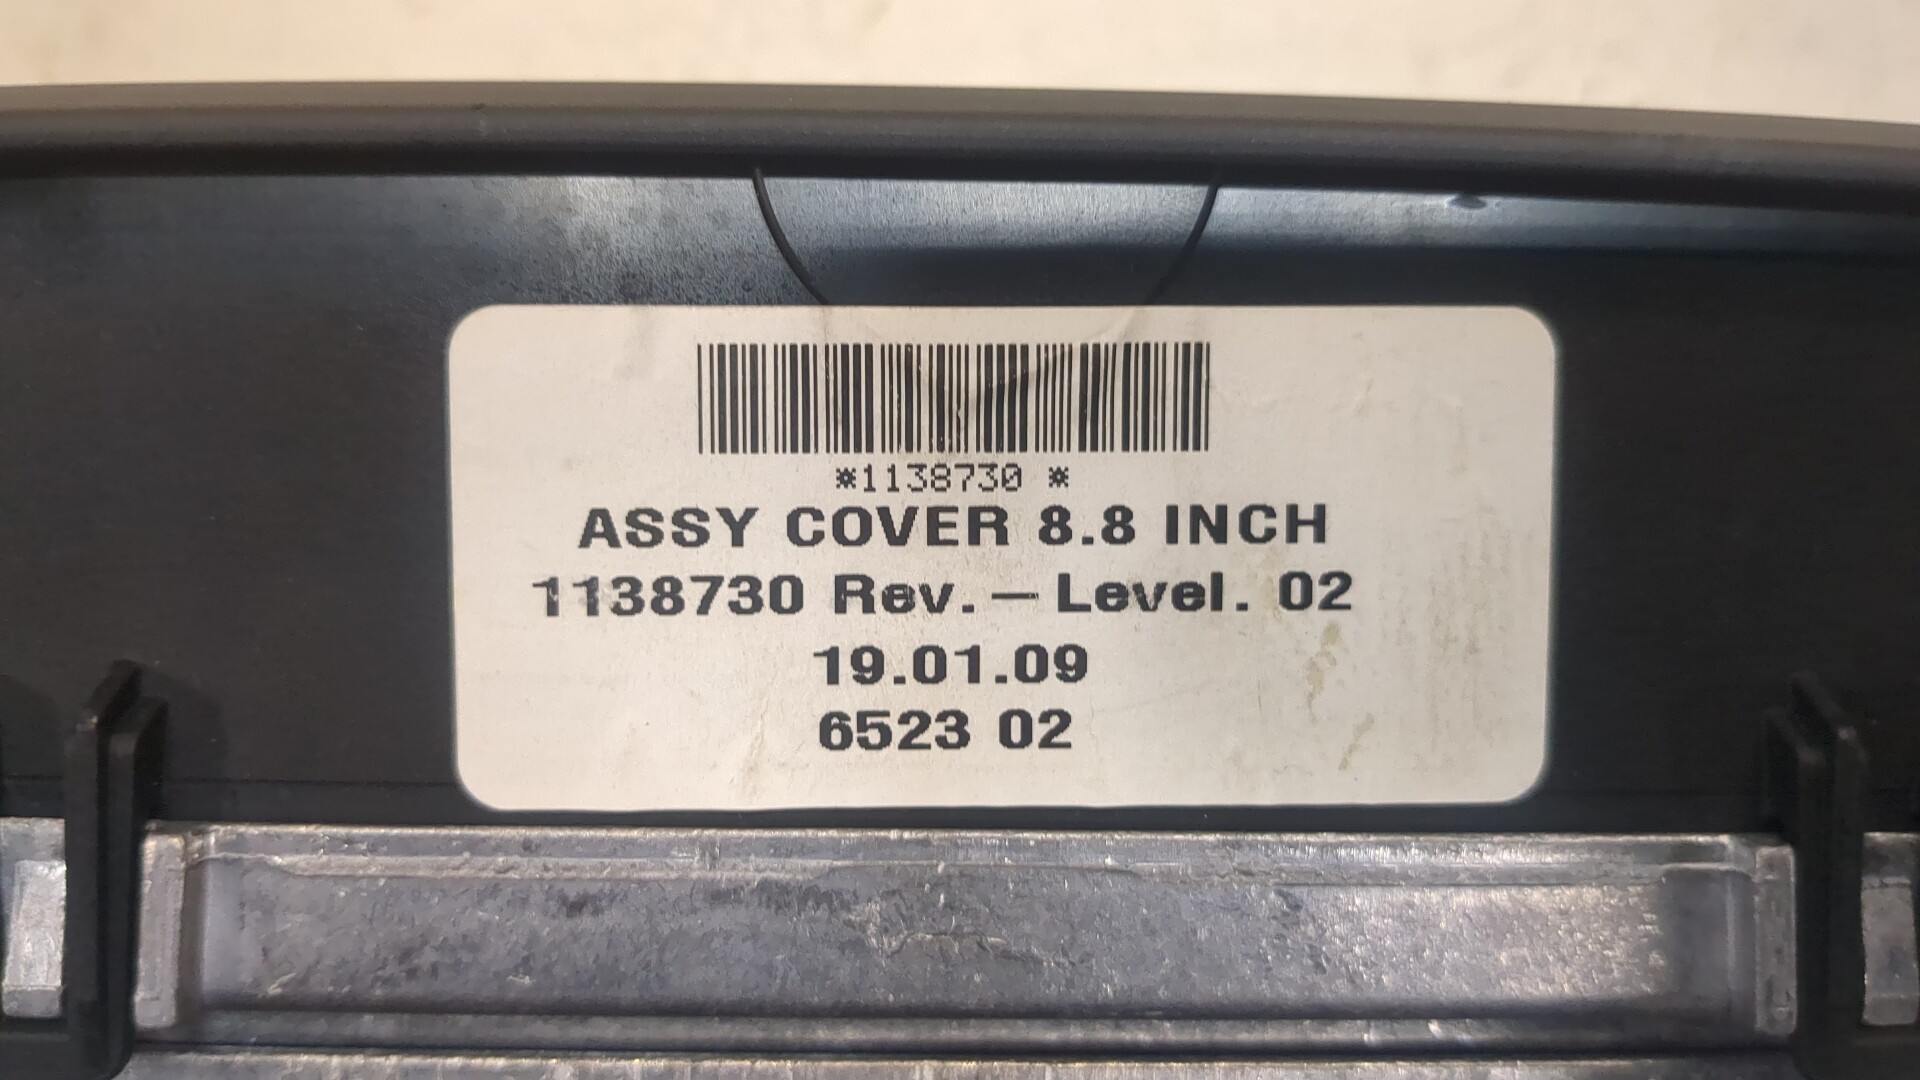 *1138730 *
ASSY COVER 8.8 INCH
1138730 Rev. – Level. 02
19.01.09
6523 02